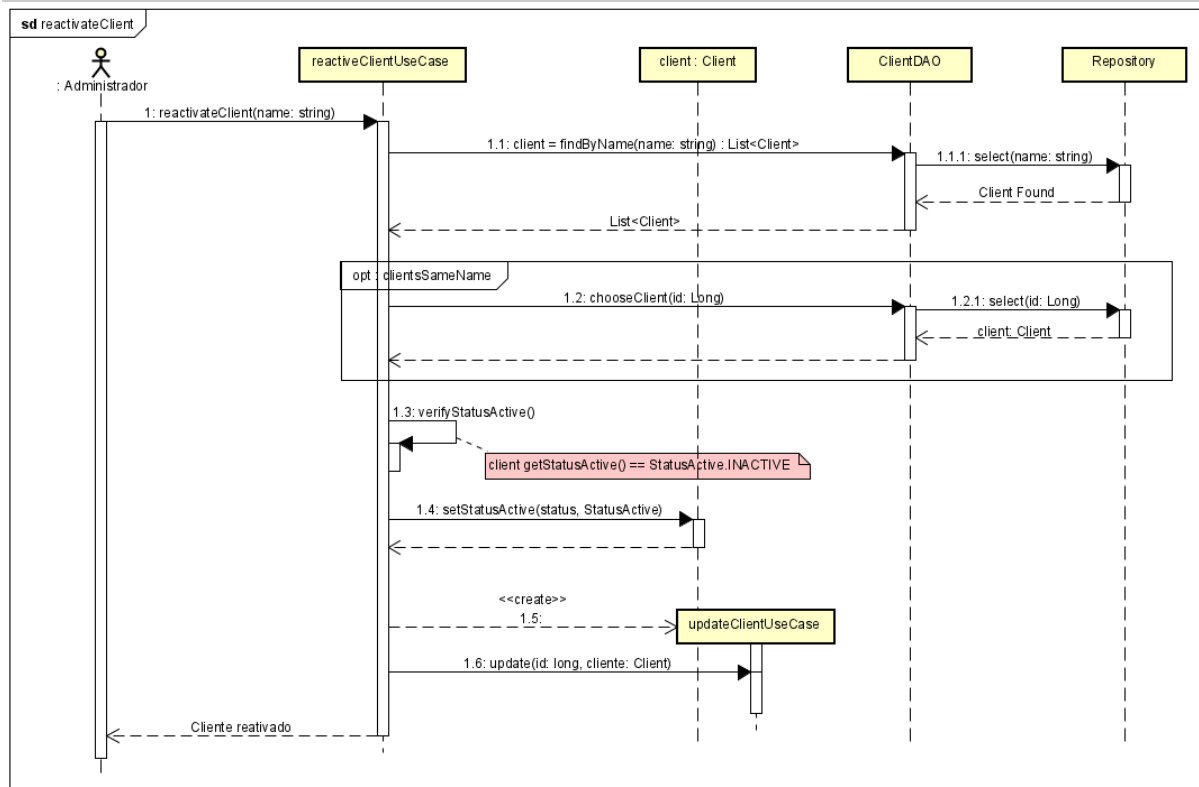 sd reactivateClient
: Administrador
reactiveClientUseCase
client : Client
ClientDAO
Repository
1: reactivateClient(name: string)
1.1: client = findByName(name: string) : List<Client>
1.1.1: select(name: string)
Client Found
List<Client>
opt : clientsSameName
1.2: chooseClient(id: Long)
1.2.1: select(id: Long)
client: Client
1.3: verifyStatusActive()
client getStatusActive() == StatusActive.INACTIVE
1.4: setStatusActive(status, StatusActive)
<<create>>
1.5:
updateClientUseCase
1.6: update(id: long, cliente: Client)
Cliente reativado